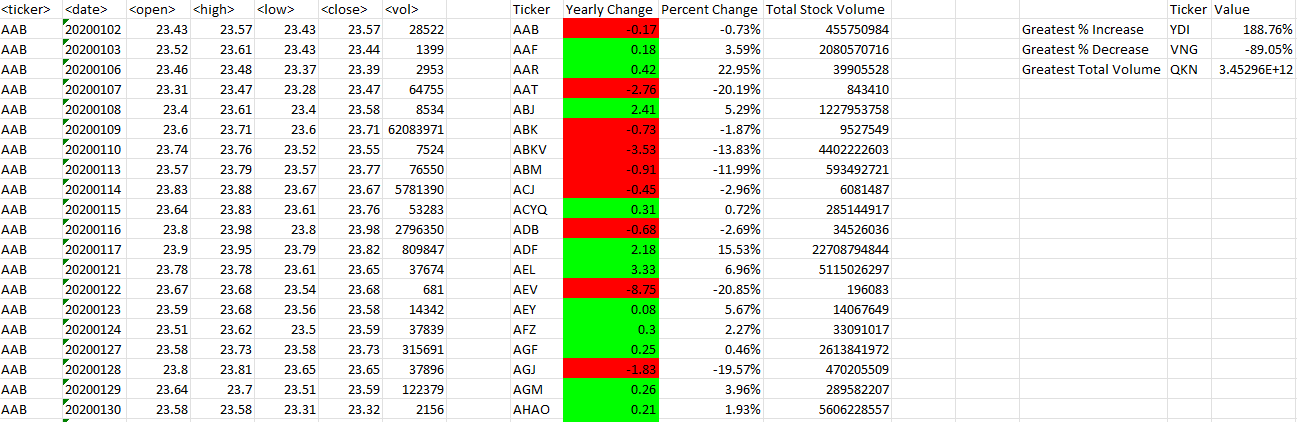 <ticker> <date> <open> <high> <low> <close> <vol> Ticker Yearly Change Percent Change Total Stock Volume Ticker Value
AAB 20200102 23.43 23.57 23.43 23.57 28522 AAB -0.17 -0.73% 455750984 Greatest % Increase YDI 188.76%
AAB 20200103 23.52 23.61 23.43 23.44 1399 AAF 0.18 3.59% 2080570716 Greatest % Decrease VNG -89.05%
AAB 20200106 23.46 23.48 23.37 23.39 2953 AAR 0.42 22.95% 39905528 Greatest Total Volume QKN 3.45296E+12
AAB 20200107 23.31 23.47 23.28 23.47 64755 AAT -2.76 -20.19% 843410
AAB 20200108 23.4 23.61 23.4 23.58 8534 ABJ 2.41 5.29% 1227953758
AAB 20200109 23.6 23.71 23.6 23.71 62083971 ABK -0.73 -1.87% 9527549
AAB 20200110 23.74 23.76 23.52 23.55 7524 ABKV -3.53 -13.83% 4402222603
AAB 20200113 23.57 23.79 23.57 23.77 76550 ABM -0.91 -11.99% 593492721
AAB 20200114 23.83 23.88 23.67 23.67 5781390 ACJ -0.45 -2.96% 6081487
AAB 20200115 23.64 23.83 23.61 23.76 53283 ACYQ 0.31 0.72% 285144917
AAB 20200116 23.8 23.98 23.8 23.98 2796350 ADB -0.68 -2.69% 34526036
AAB 20200117 23.9 23.95 23.79 23.82 809847 ADF 2.18 15.53% 22708794844
AAB 20200121 23.78 23.78 23.61 23.65 37674 AEL 3.33 6.96% 5115026297
AAB 20200122 23.67 23.68 23.54 23.68 681 AEV -8.75 -20.85% 196083
AAB 20200123 23.59 23.68 23.56 23.58 14342 AEY 0.08 5.67% 14067649
AAB 20200124 23.51 23.62 23.5 23.59 37839 AFZ 0.3 2.27% 33091017
AAB 20200127 23.58 23.73 23.58 23.73 315691 AGF 0.25 0.46% 2613841972
AAB 20200128 23.8 23.81 23.65 23.65 37896 AGJ -1.83 -19.57% 470205509
AAB 20200129 23.64 23.7 23.51 23.59 122379 AGM 0.26 3.96% 289582207
AAB 20200130 23.58 23.58 23.31 23.32 2156 AHAO 0.21 1.93% 5606228557